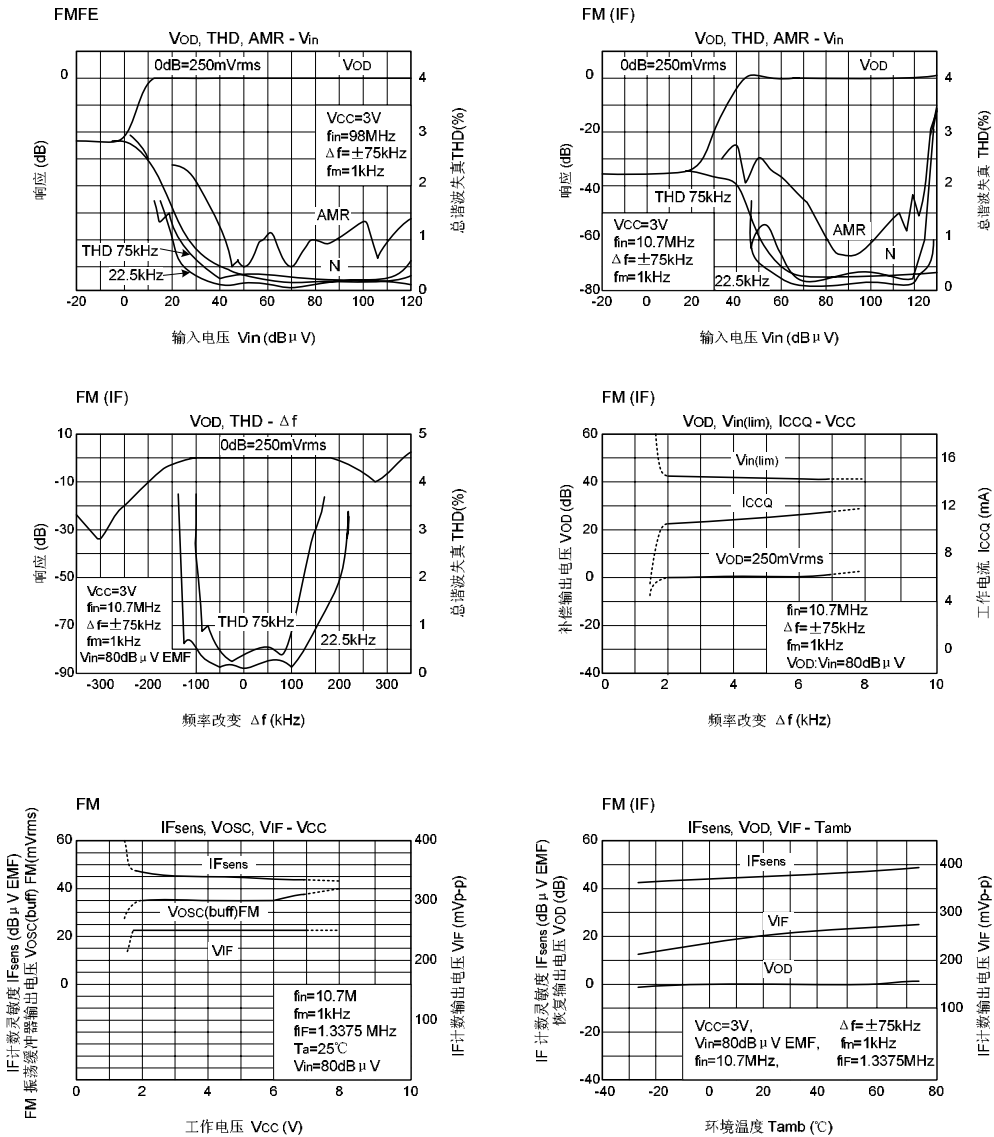 FMFE
VOD, THD, AMR - Vin
0dB=250mVrms
VOD
VCC=3V
fin=98MHz
Δf=±75kHz
fm=1kHz
AMR
THD 75kHz
N
22.5kHz
0
4
3
2
1
0
响应 (dB)
总谐波失真THD(%)
-20 0 20 40 60 80 100 120
输入电压 Vin (dBμV)
FM (IF)
VOD, THD, AMR - Vin
0dB=250mVrms
VOD
THD 75kHz
VCC=3V
fin=10.7MHz
Δf=±75kHz
fm=1kHz
AMR
N
22.5kHz
0
-20
-40
-60
-80
4
3
2
1
0
响应 (dB)
总谐波失真 THD(%)
-20 0 20 40 60 80 100 120
输入电压 Vin (dBμV)
FM (IF)
VOD, THD - Δf
0dB=250mVrms
VCC=3V
fin=10.7MHz
Δf=±75kHz
fm=1kHz
Vin=80dBμV EMF
THD 75kHz
22.5kHz
10
-10
-30
-50
-70
-90
5
4
3
2
1
0
响应 (dB)
总谐波失真THD(%)
-300 -200 -100 0 100 200 300
频率改变 Δf (kHz)
FM (IF)
VOD, Vin(lim), ICCQ - VCC
Vin(lim)
ICCQ
VOD=250mVrms
fin=10.7MHz
Δf=±75kHz
fm=1kHz
VOD:Vin=80dBμV
60
40
20
0
-20
-40
16
12
8
4
0
补偿输出电压 VOD (dB)
工作电流 ICCQ (mA)
0 2 4 6 8 10
频率改变 Δf (kHz)
FM
IFsens, VOSC, VIF - VCC
IFsens
VOSC(buff)FM
VIF
fin=10.7M
fm=1kHz
fIF=1.3375 MHz
Ta=25℃
Vin=80dBμV
60
40
20
0
400
300
200
100
IF计数灵敏度 IFsens (dBμV EMF)
FM 振荡缓冲器输出电压 VOSC(buff) FM(mVrms)
IF计数输出电压 VIF (mVp-p)
0 2 4 6 8 10
工作电压 VCC (V)
FM (IF)
IFsens, VOD, VIF - Tamb
IFsens
VIF
VOD
VCC=3V, Δf=±75kHz
Vin=80dBμV EMF, fm=1kHz
fin=10.7MHz, fIF=1.3375MHz
60
40
20
0
-20
-40
400
300
200
100
IF 计数灵敏度 IFsens (dBμV EMF)
恢复输出电压 VOD (dB)
IF计数输出电压 VIF (mVp-p)
-40 -20 0 20 40 60 80
环境温度 Tamb (℃)